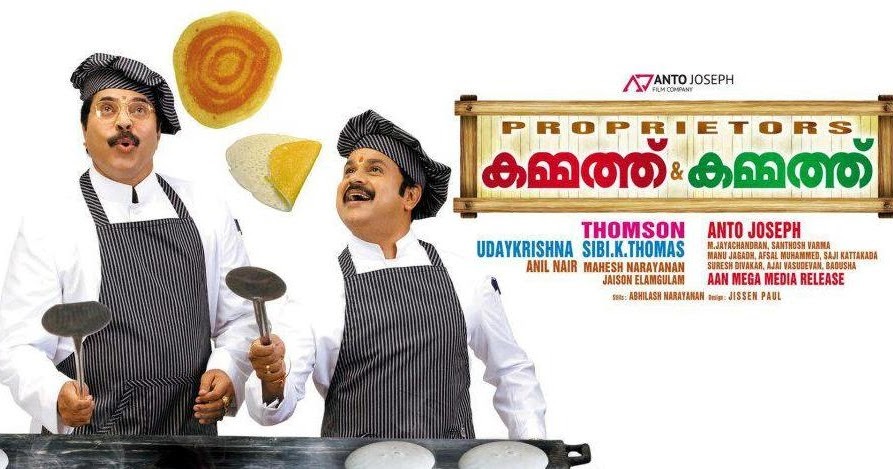 ANTO JOSEPH
FILM COMPANY
PROPRIETORS
കമ്മത്ത് & കമ്മത്ത്
THOMSON
UDAYKRISHNA SIBI.K.THOMAS
ANIL NAIR MAHESH NARAYANAN
JAISON ELAMGULAM
ANTO JOSEPH
M.JAYACHANDRAN, SANTHOSH VARMA
MANU JAGADH, AFSAL MUHAMMED, SAJI KATTAKADA
SURESH DIVAKAR, AJAI VASUDEVAN, BADUSHA
AAN MEGA MEDIA RELEASE
Stills : ABHILASH NARAYANAN Design : JISSEN PAUL